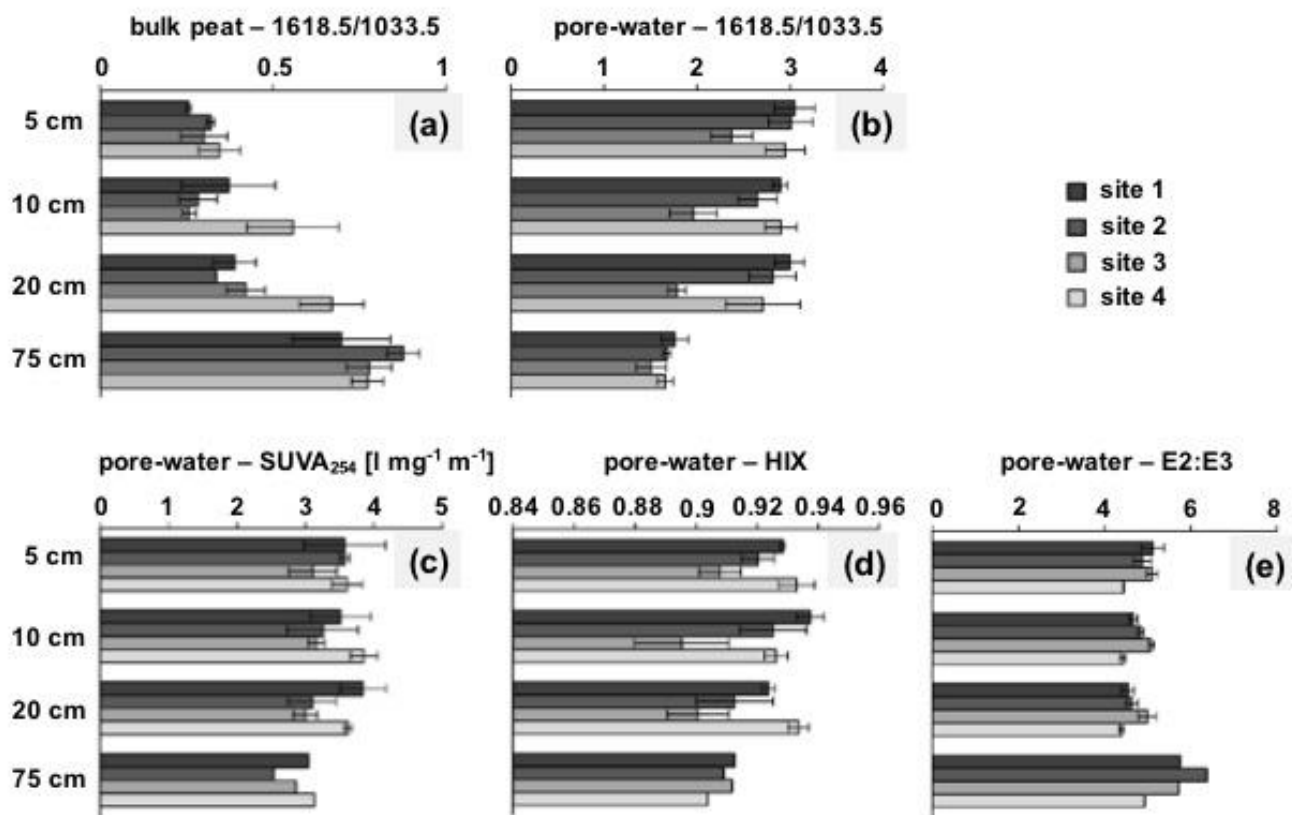 bulk peat – 1618.5/1033.5
pore-water – 1618.5/1033.5
0 0.5 1
0 1 2 3 4
5 cm
10 cm
20 cm
75 cm
(a)
(b)
site 1
site 2
site 3
site 4
pore-water – SUVA₂₅₄ [l mg⁻¹ m⁻¹]
pore-water – HIX
pore-water – E2:E3
0 1 2 3 4 5
0.84 0.86 0.88 0.9 0.92 0.94 0.96
0 2 4 6 8
5 cm
10 cm
20 cm
75 cm
(c)
(d)
(e)